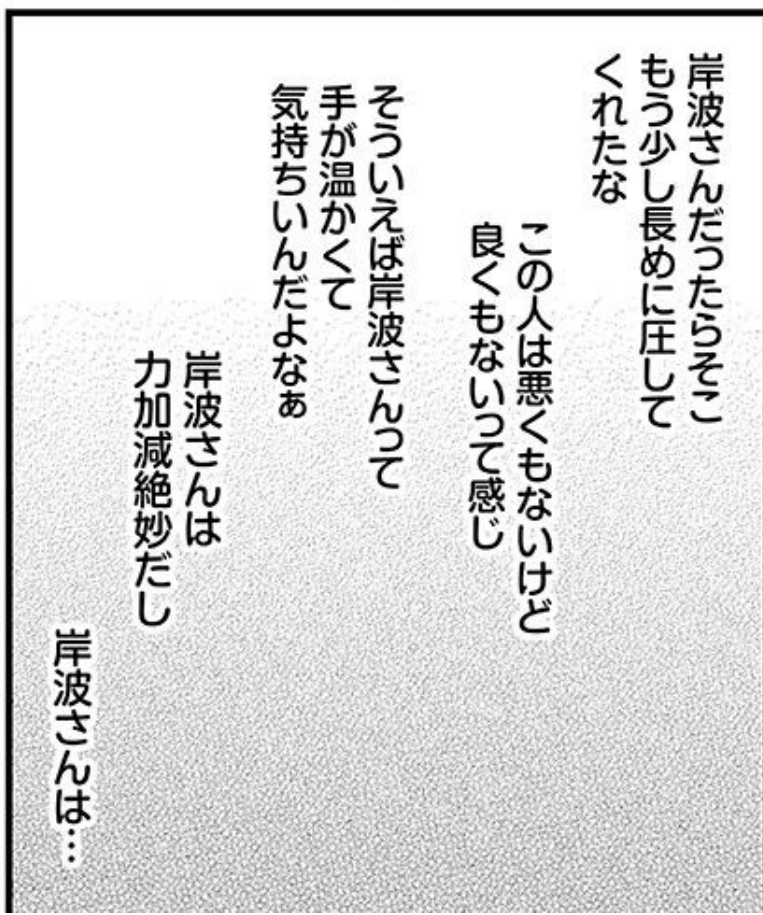 岸波さんだったらそこ
もう少し長めに圧して
くれたな
この人は悪くもないけど
良くもないって感じ
そういえば岸波さんって
手が温かくて
気持ちいんだよなぁ
岸波さんは
力加減絶妙だし
岸波さんは…